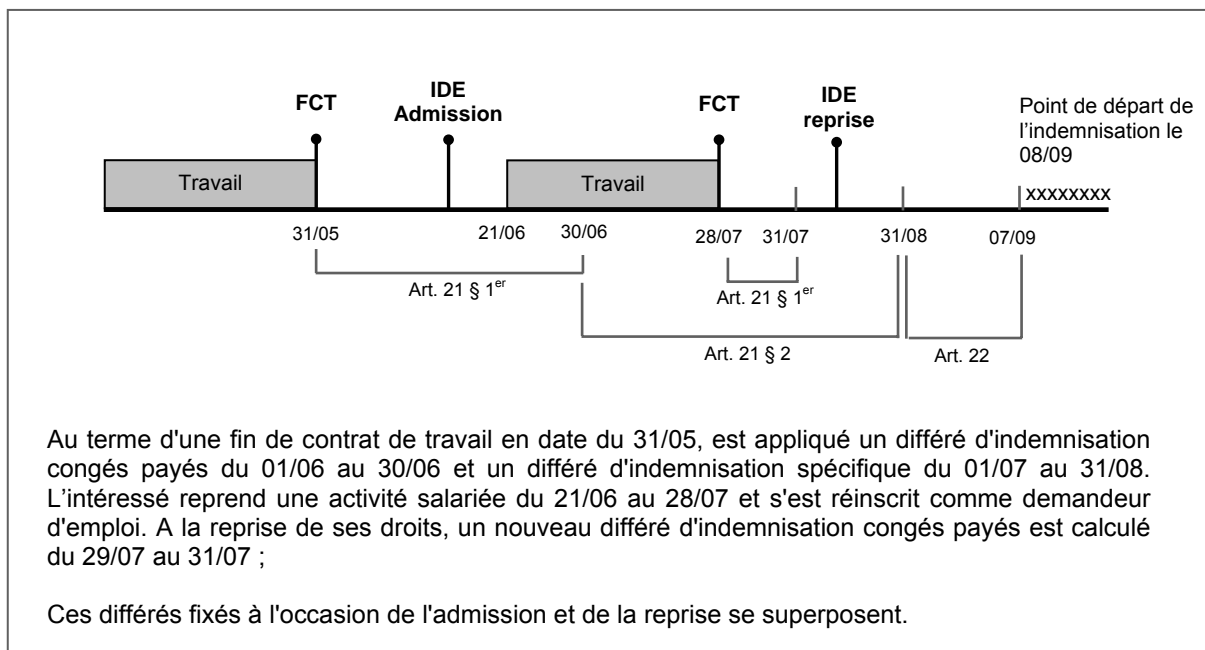 FCT
IDE
Admission
FCT
IDE
reprise
Point de départ de
l'indemnisation le
08/09
Travail
Travail
xxxxxxxx
31/05
21/06
30/06
28/07
31/07
31/08
07/09
Art. 21 § 1er
Art. 21 § 1er
Art. 21 § 2
Art. 22
Au terme d'une fin de contrat de travail en date du 31/05, est appliqué un différé d'indemnisation
congés payés du 01/06 au 30/06 et un différé d'indemnisation spécifique du 01/07 au 31/08.
L'intéressé reprend une activité salariée du 21/06 au 28/07 et s'est réinscrit comme demandeur
d'emploi. A la reprise de ses droits, un nouveau différé d'indemnisation congés payés est calculé
du 29/07 au 31/07 ;
Ces différés fixés à l'occasion de l'admission et de la reprise se superposent.